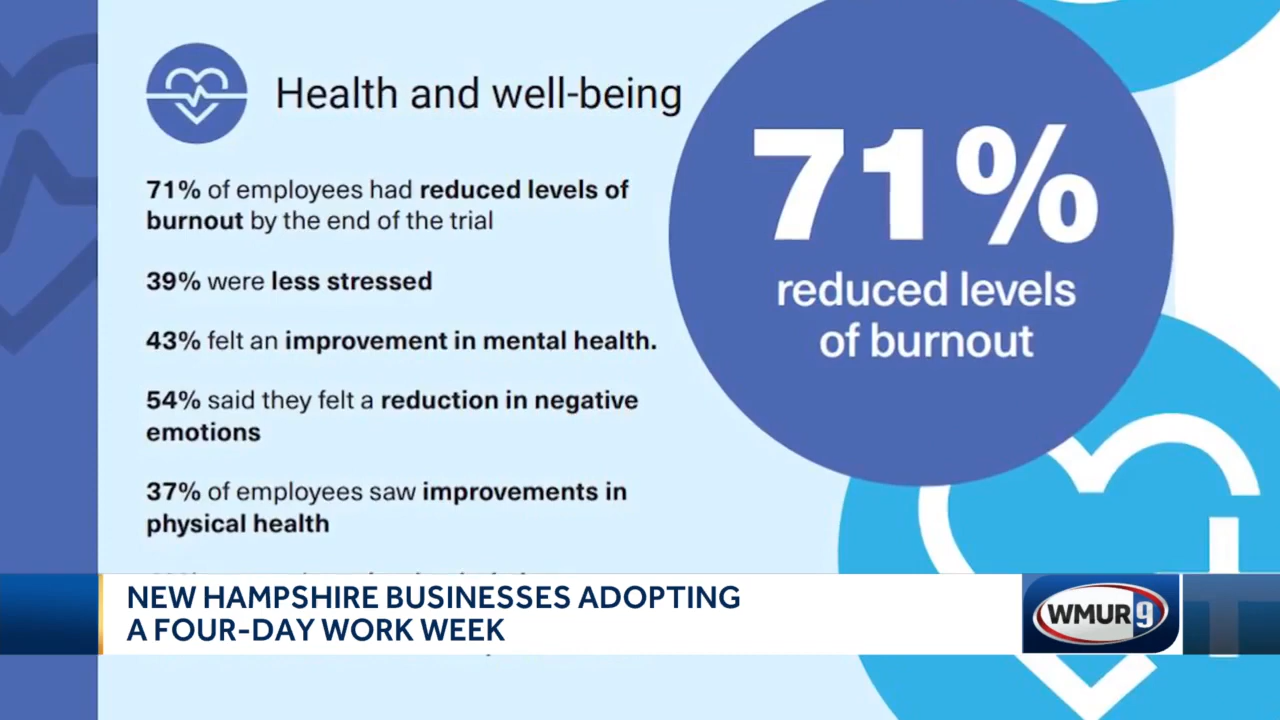 Health and well-being
71% of employees had reduced levels of
burnout by the end of the trial
39% were less stressed
43% felt an improvement in mental health.
54% said they felt a reduction in negative
emotions
37% of employees saw improvements in
physical health
71%
reduced levels
of burnout
NEW HAMPSHIRE BUSINESSES ADOPTING
A FOUR-DAY WORK WEEK
WMUR 9